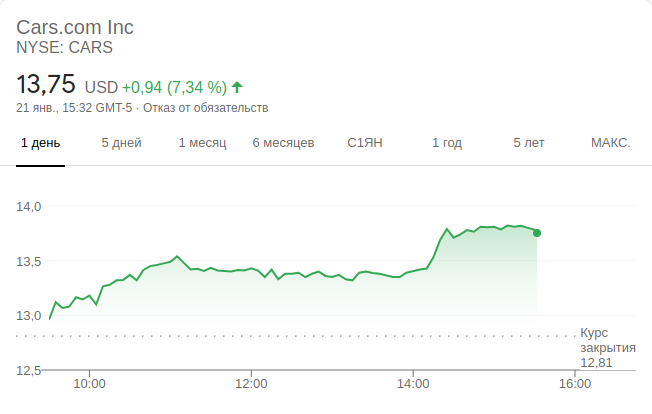 Cars.com Inc
NYSE: CARS
13,75 USD +0,94 (7,34 %)
21 янв., 15:32 GMT-5 · Отказ от обязательств
1 день 5 дней 1 месяц 6 месяцев С1ЯН 1 год 5 лет МАКС.
14,0
13,5
13,0
Курс
закрытия
12,81
12,5
10:00 12:00 14:00 16:00